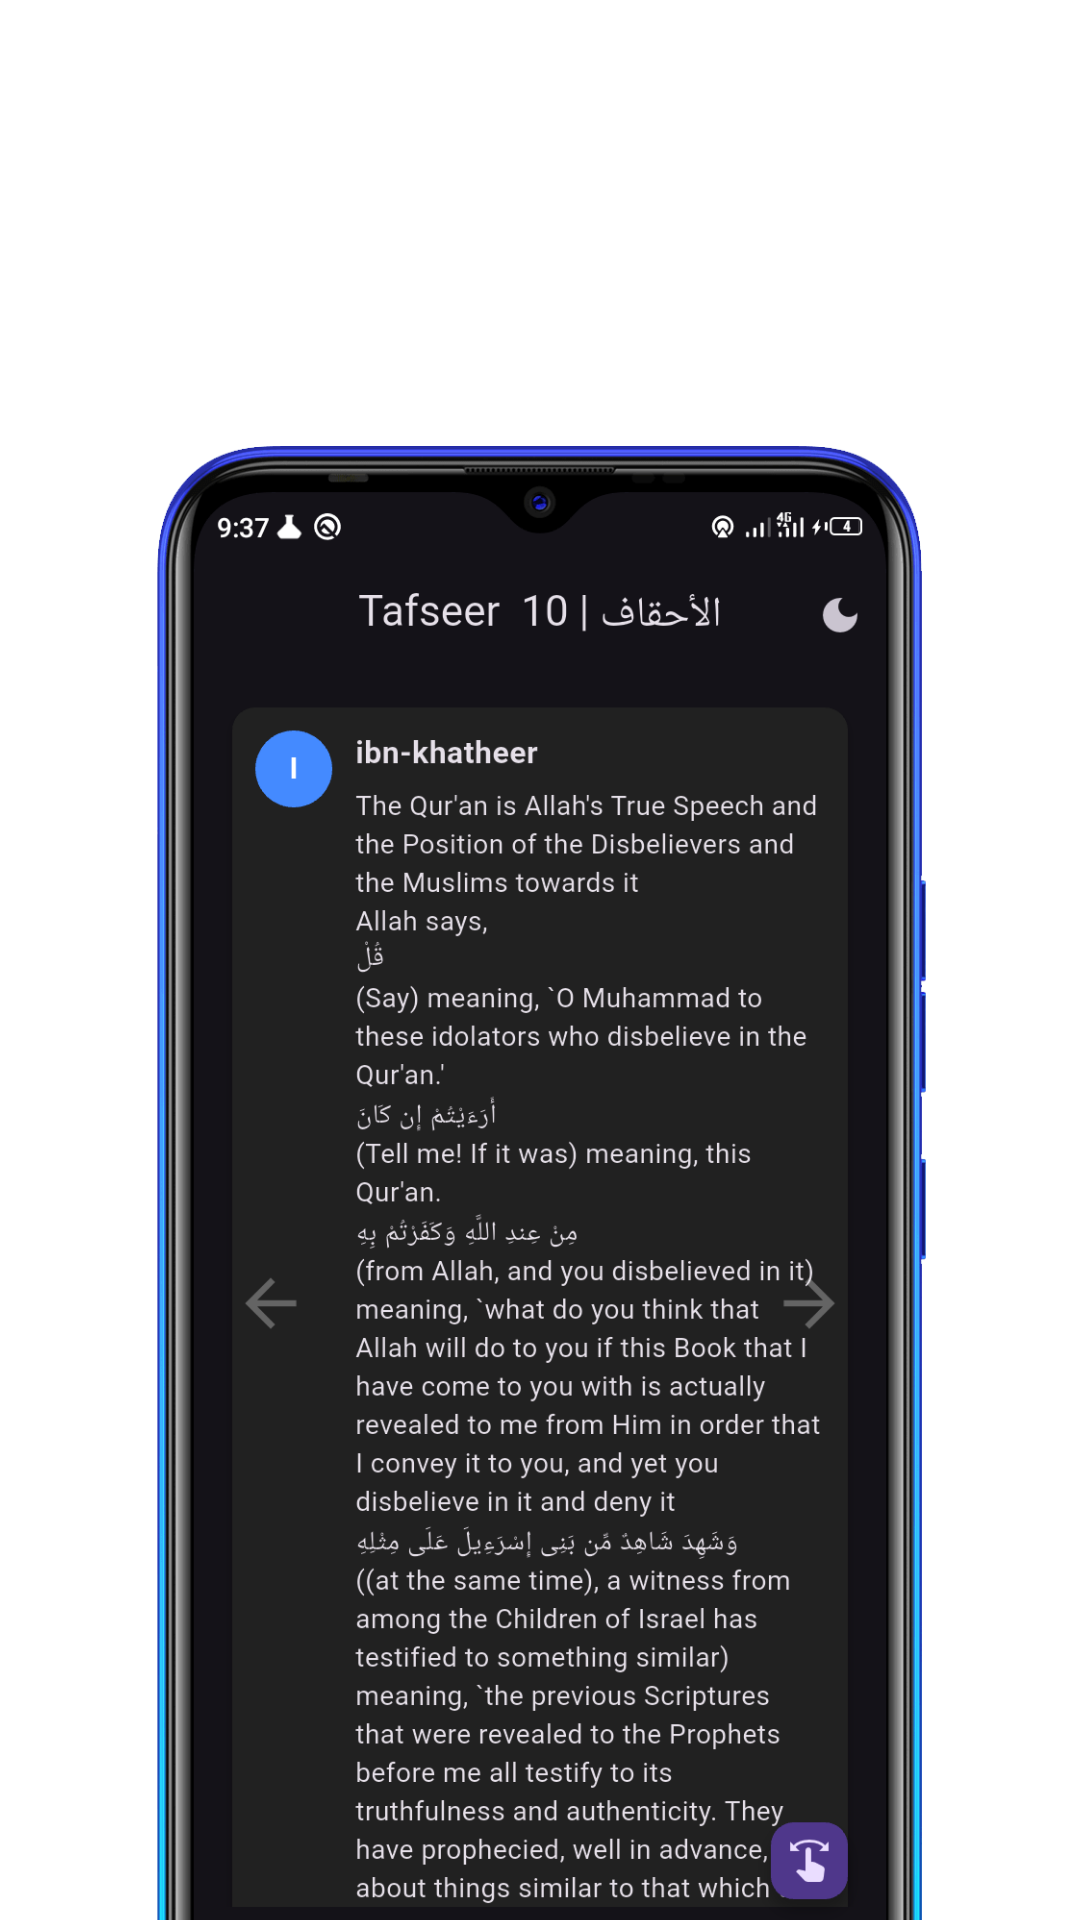 9:37
4G
4
Tafseer 10 | الأحقاف
I
ibn-khatheer
The Qur'an is Allah's True Speech and
the Position of the Disbelievers and
the Muslims towards it
Allah says,
قُلْ
(Say) meaning, `O Muhammad to
these idolators who disbelieve in the
Qur'an.'
أَرَءَيْتُمْ إِن كَانَ
(Tell me! If it was) meaning, this
Qur'an.
مِنْ عِندِ اللَّهِ وَكَفَرْتُمْ بِهِ
(from Allah, and you disbelieved in it)
meaning, `what do you think that
Allah will do to you if this Book that I
have come to you with is actually
revealed to me from Him in order that
I convey it to you, and yet you
disbelieve in it and deny it
وَشَهِدَ شَاهِدٌ مِّن بَنِى إِسْرَءِيلَ عَلَى مِثْلِهِ
((at the same time), a witness from
among the Children of Israel has
testified to something similar)
meaning, `the previous Scriptures
that were revealed to the Prophets
before me all testify to its
truthfulness and authenticity. They
have prophecied, well in advance,
about things similar to that which